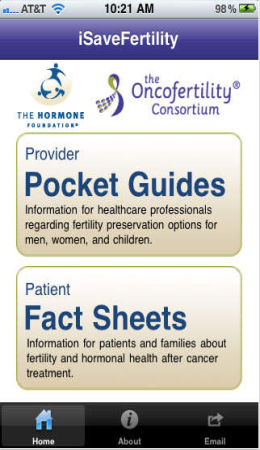 AT&T 10:21 AM 98%
iSaveFertility
THE HORMONE
FOUNDATION®
the
Oncofertility®
Consortium
Provider
Pocket Guides
Information for healthcare professionals
regarding fertility preservation options for
men, women, and children.
Patient
Fact Sheets
Information for patients and families about
fertility and hormonal health after cancer
treatment.
Home About Email